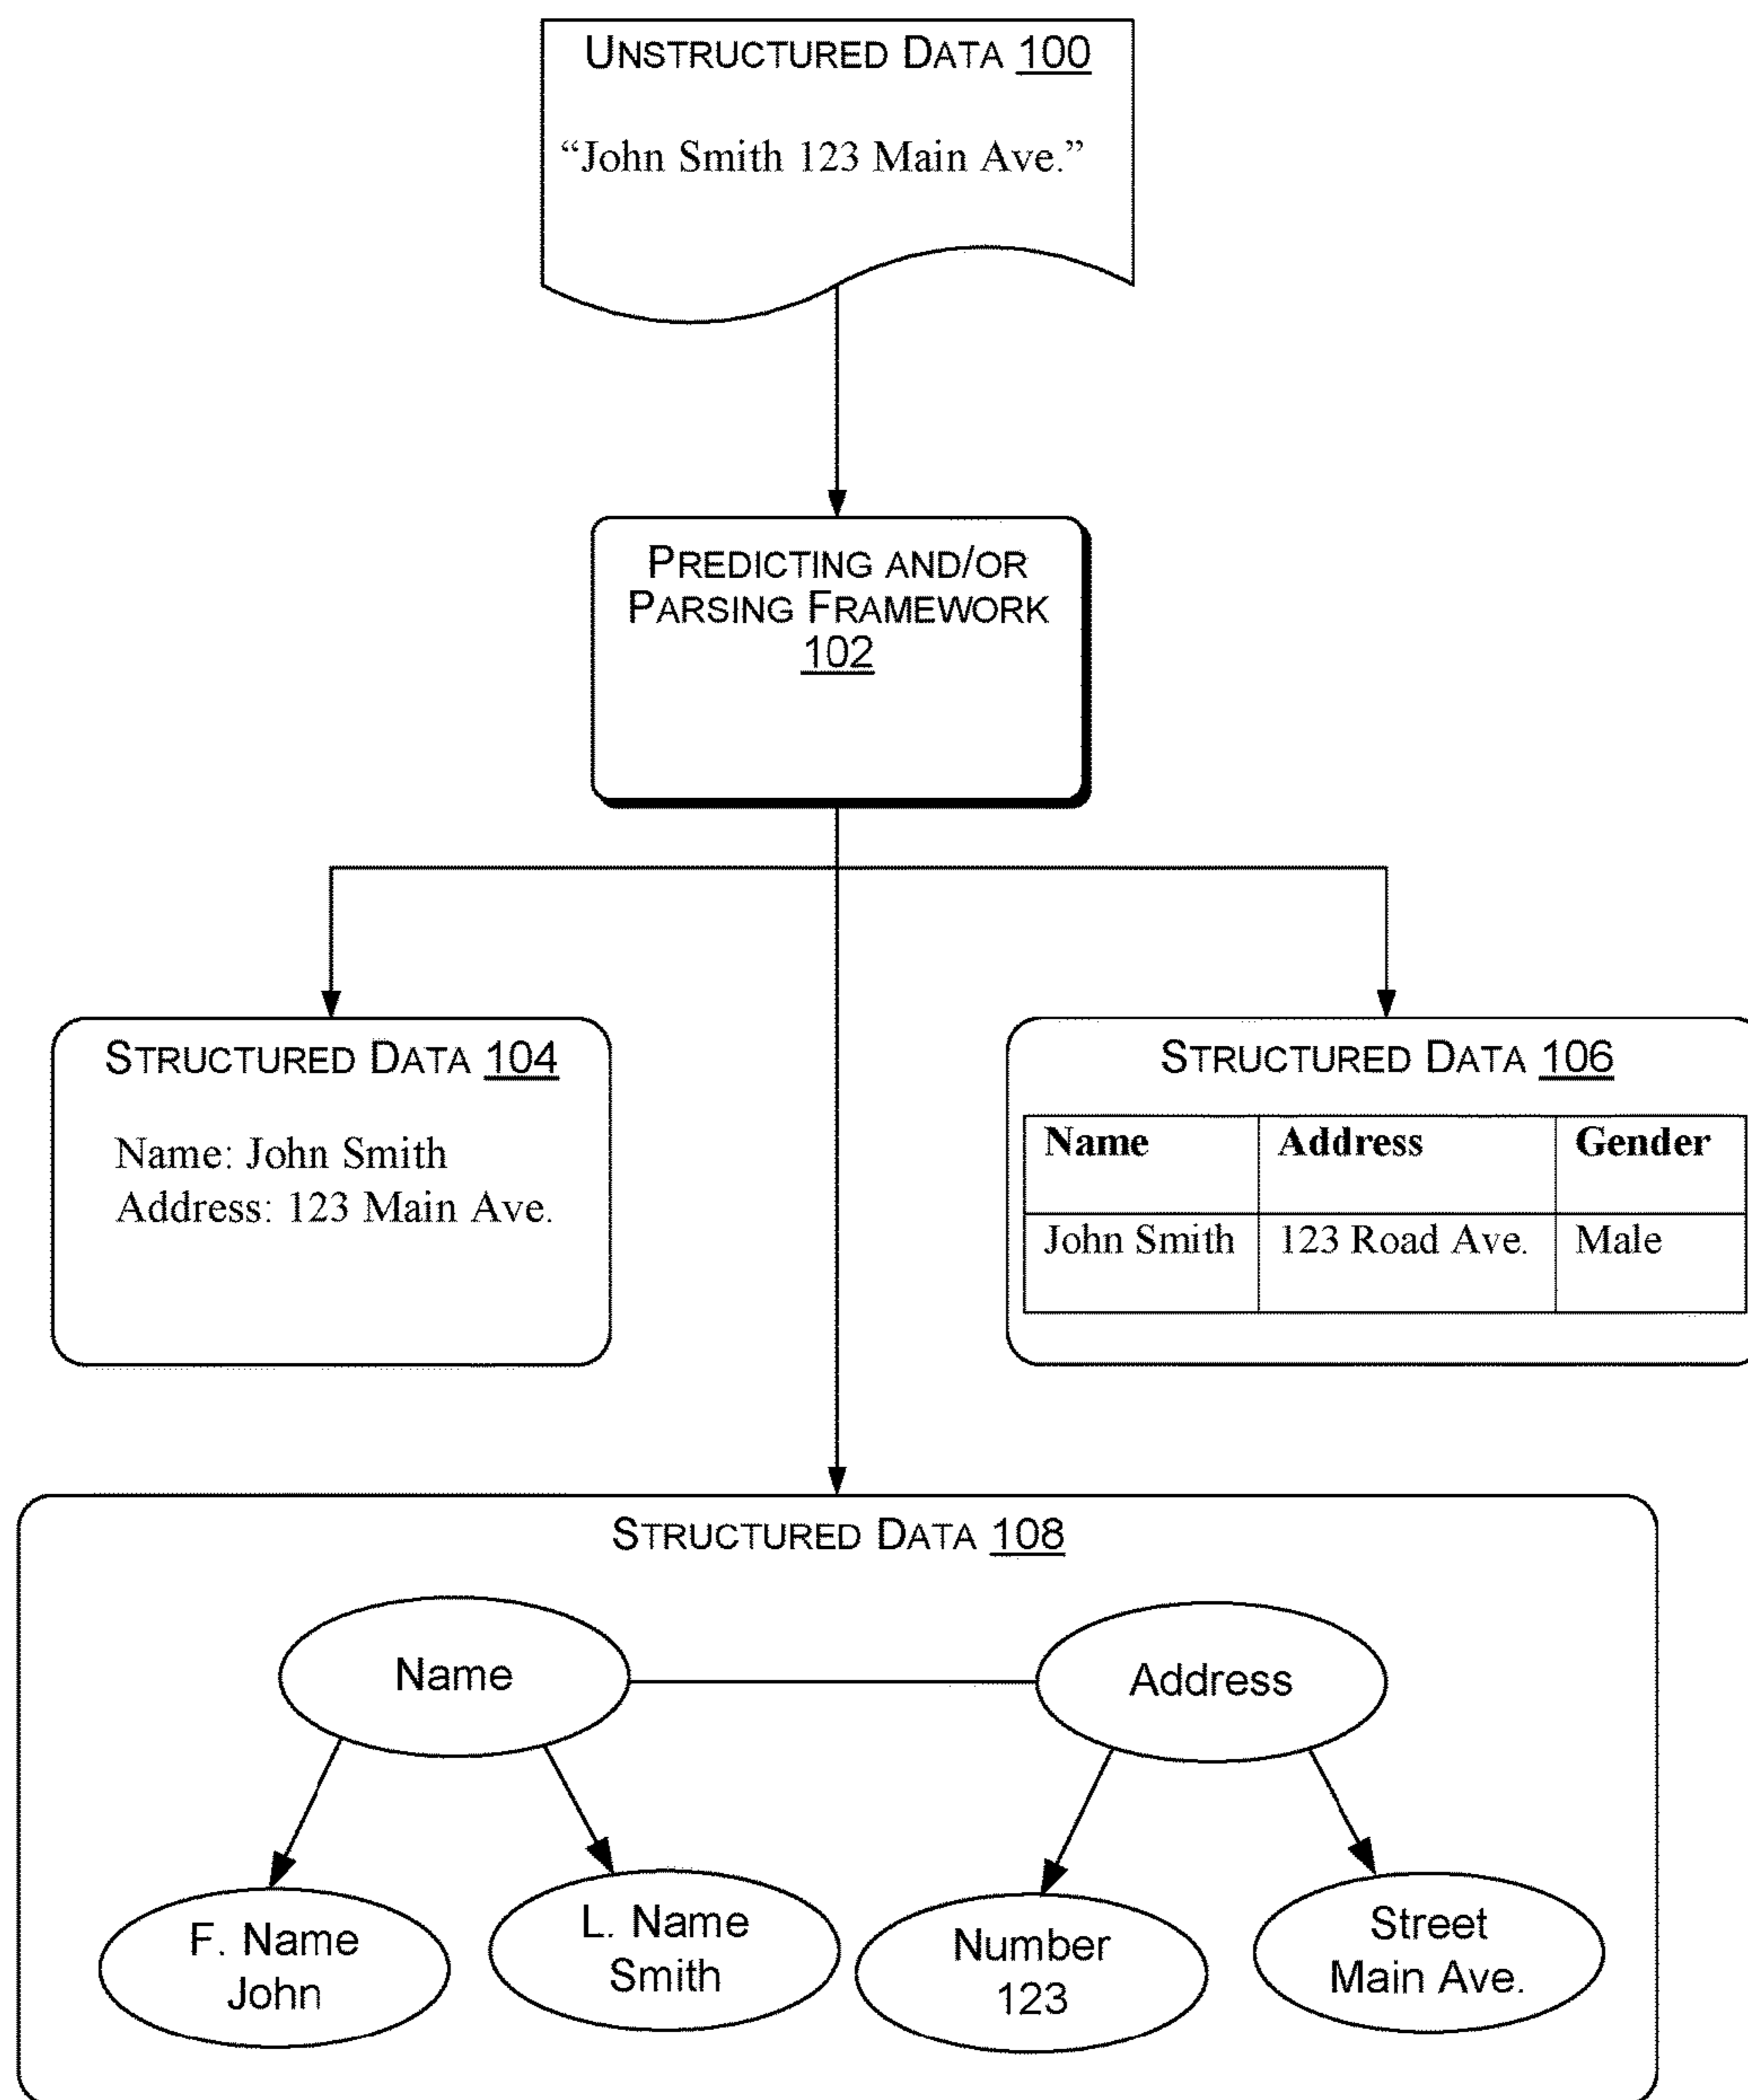 UNSTRUCTURED DATA 100
“John Smith 123 Main Ave.”
PREDICTING AND/OR
PARSING FRAMEWORK
102
STRUCTURED DATA 104
Name: John Smith
Address: 123 Main Ave.
STRUCTURED DATA 106
Name Address Gender
John Smith 123 Road Ave. Male
STRUCTURED DATA 108
Name
Address
F. Name
John
L. Name
Smith
Number
123
Street
Main Ave.